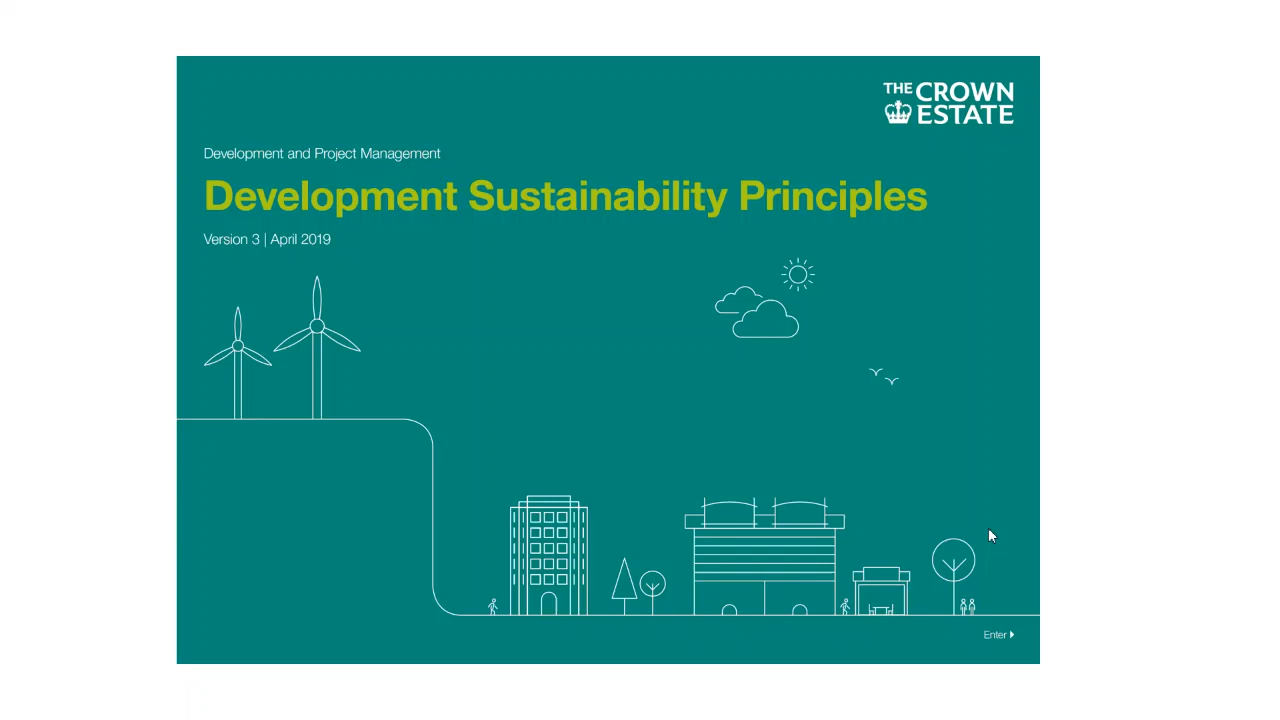 THE CROWN
ESTATE
Development and Project Management
Development Sustainability Principles
Version 3 | April 2019
Enter